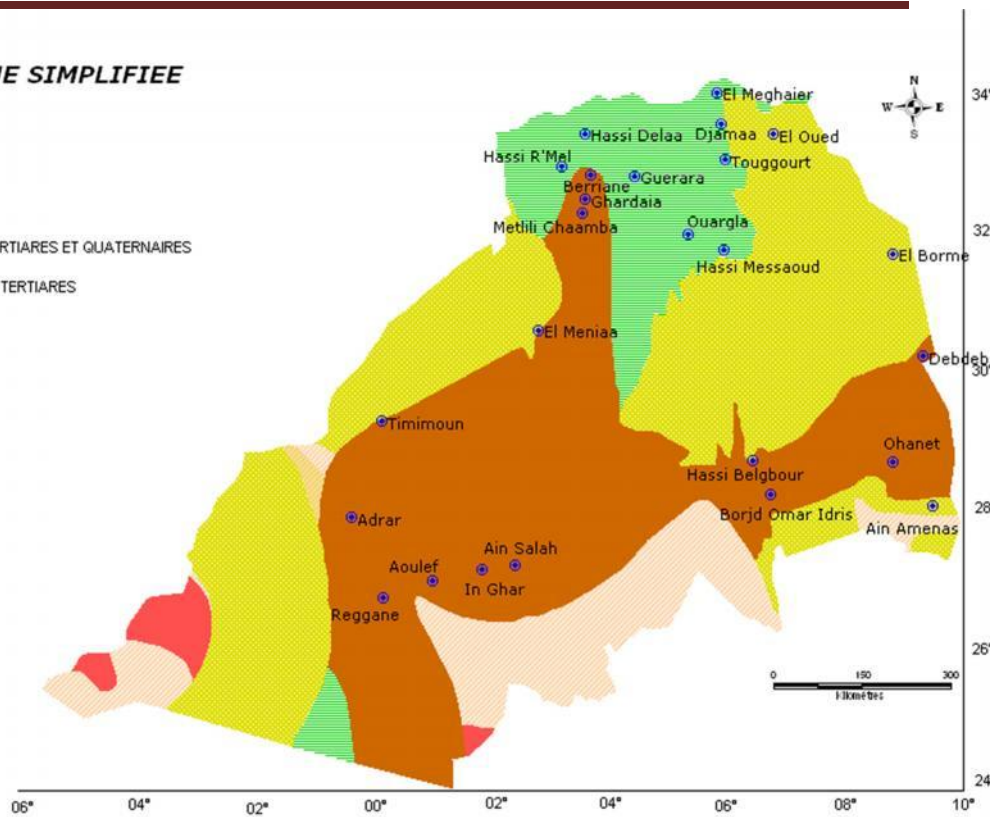 E SIMPLIFIEE
N
W E
S
34°
El Meghaier
Hassi Delaa
Djamaa
El Oued
Hassi R'Mel
Touggourt
Berriane
Guerara
Ghardaia
Metlili Chaamba
Ouargla
32
RTIARES ET QUATERNAIRES
Hassi Messaoud
El Borme
TERTIARES
El Meniaa
Debdeb
30°
Timimoun
Ohanet
Hassi Belgbour
28
Adrar
Borjd Omar Idris
Ain Amenas
Ain Salah
Aoulef
In Ghar
Reggane
26°
0 150 300
Kilometres
24
06° 04° 02° 00° 02° 04° 06° 08° 10°